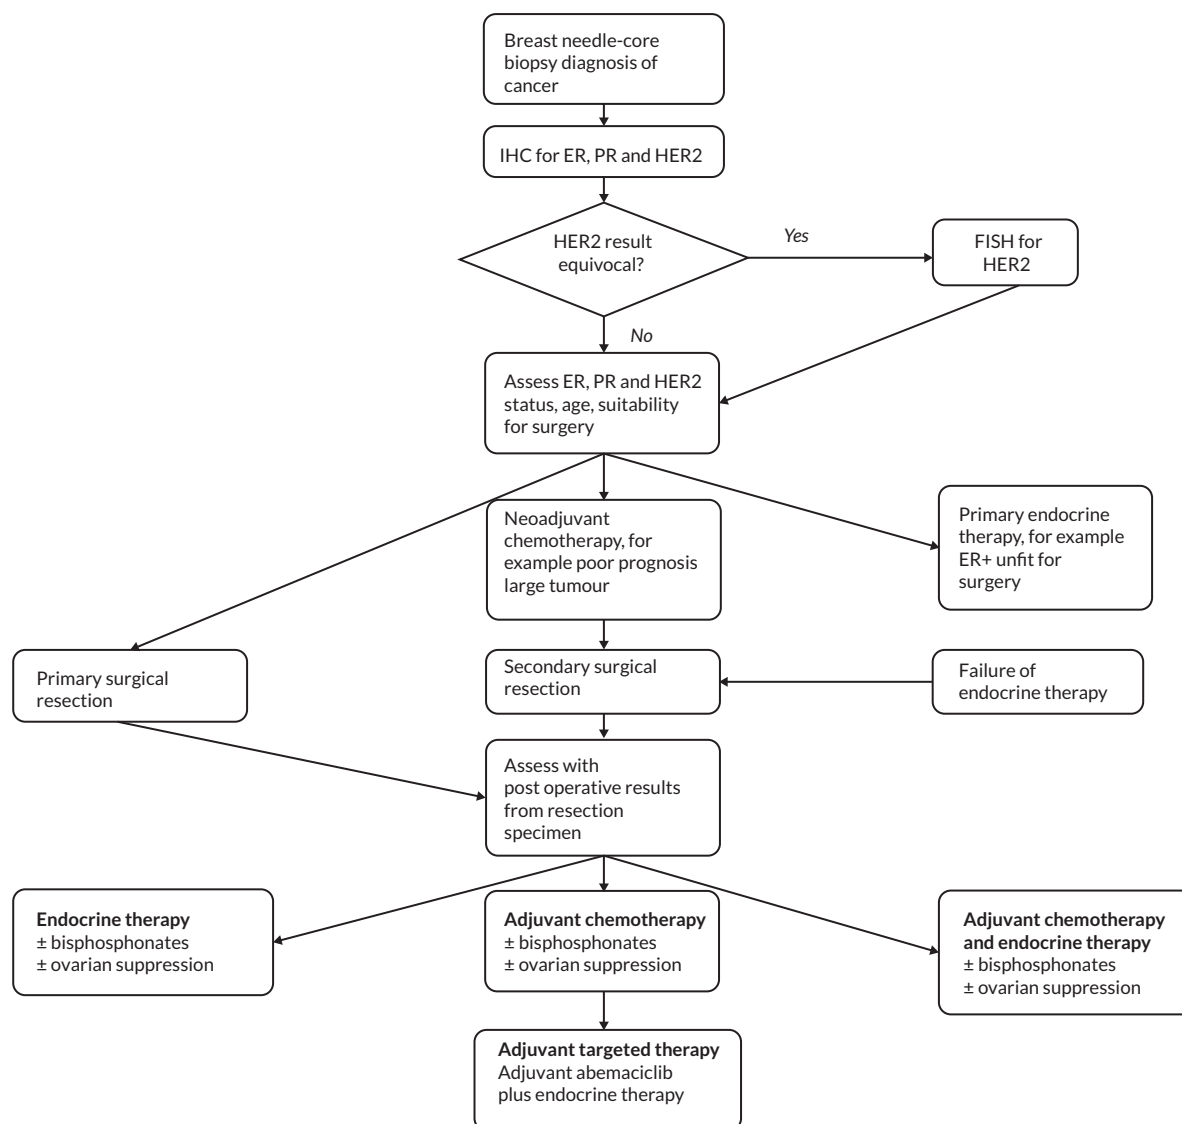 Breast needle-core
biopsy diagnosis of
cancer
IHC for ER, PR and HER2
HER2 result
equivocal?
Yes
FISH for
HER2
No
Assess ER, PR and HER2
status, age, suitability
for surgery
Neoadjuvant
chemotherapy, for
example poor prognosis
large tumour
Primary endocrine
therapy, for example
ER+ unfit for
surgery
Primary surgical
resection
Secondary surgical
resection
Failure of
endocrine therapy
Assess with
post operative results
from resection
specimen
Endocrine therapy
± bisphosphonates
± ovarian suppression
Adjuvant chemotherapy
± bisphosphonates
± ovarian suppression
Adjuvant chemotherapy
and endocrine therapy
± bisphosphonates
± ovarian suppression
Adjuvant targeted therapy
Adjuvant abemaciclib
plus endocrine therapy